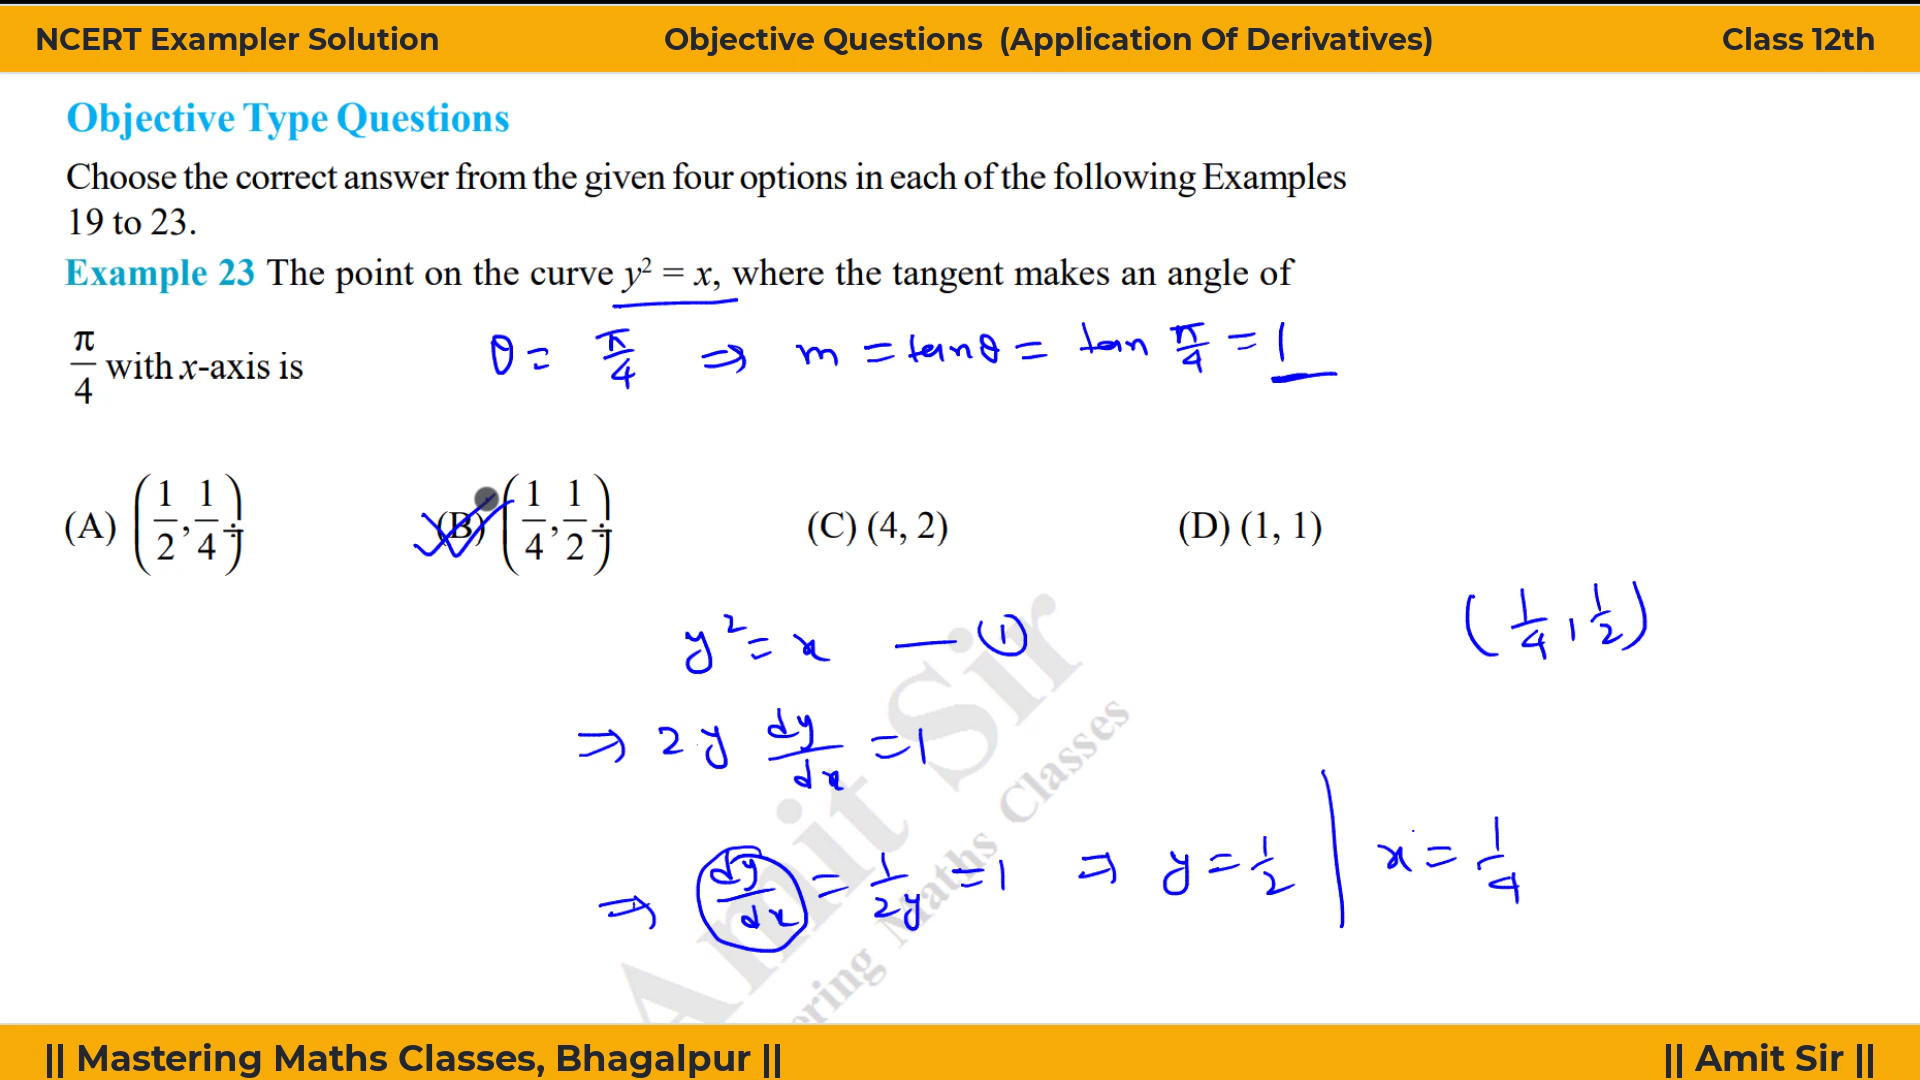 NCERT Exampler Solution Objective Questions (Application Of Derivatives) Class 12th
Objective Type Questions
Choose the correct answer from the given four options in each of the following Examples
19 to 23.
Example 23 The point on the curve y² = x, where the tangent makes an angle of
π/4 with x-axis is
θ = π/4 ⇒ m = tanθ = tan π/4 = 1
(A) (1/2, 1/4) (B) (1/4, 1/2) (C) (4, 2) (D) (1, 1)
y² = x — ① (1/4, 1/2)
⇒ 2y dy/dx = 1
⇒ dy/dx = 1/2y = 1 ⇒ y = 1/2 | x = 1/4
Amit Sir
ering Maths Classes
|| Mastering Maths Classes, Bhagalpur || || Amit Sir ||